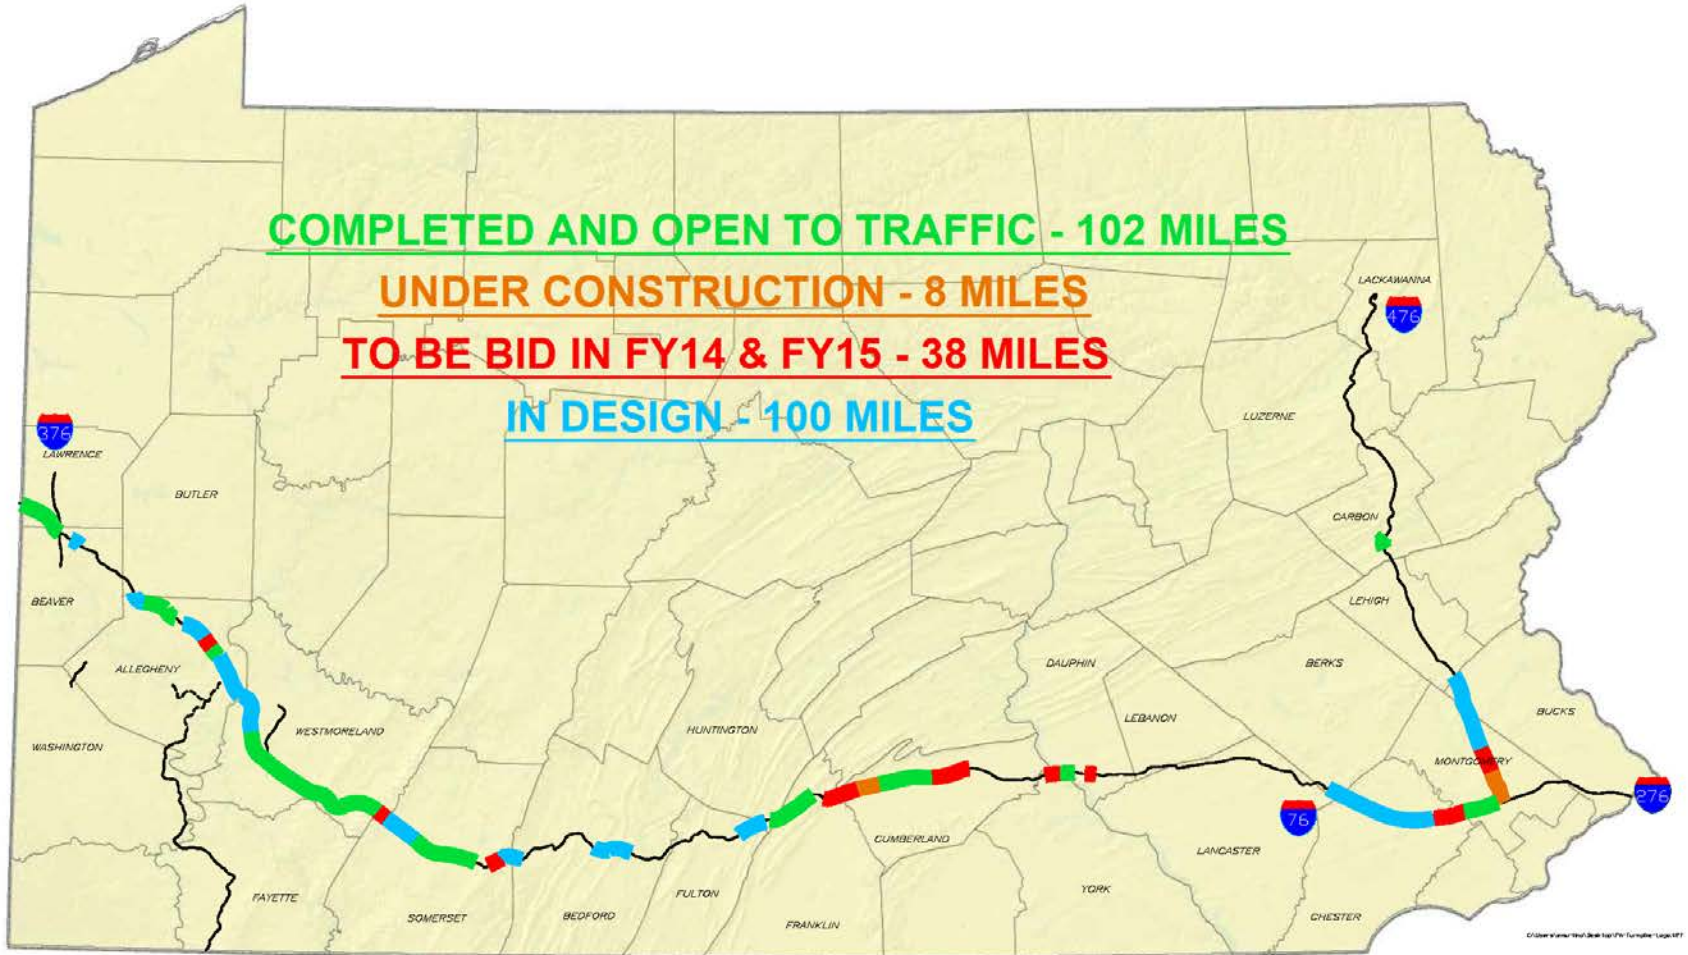 COMPLETED AND OPEN TO TRAFFIC - 102 MILES
UNDER CONSTRUCTION - 8 MILES
TO BE BID IN FY14 & FY15 - 38 MILES
IN DESIGN - 100 MILES
LACKAWANNA
476
LUZERNE
376
LAWRENCE
BUTLER
CARBON
BEAVER
LEHIGH
ALLEGHENY
DAUPHIN
BERKS
LEBANON
BUCKS
WESTMORELAND
HUNTINGTON
WASHINGTON
MONTGOMERY
276
76
CUMBERLAND
LANCASTER
FAYETTE
SOMERSET
BEDFORD
FULTON
FRANKLIN
YORK
CHESTER